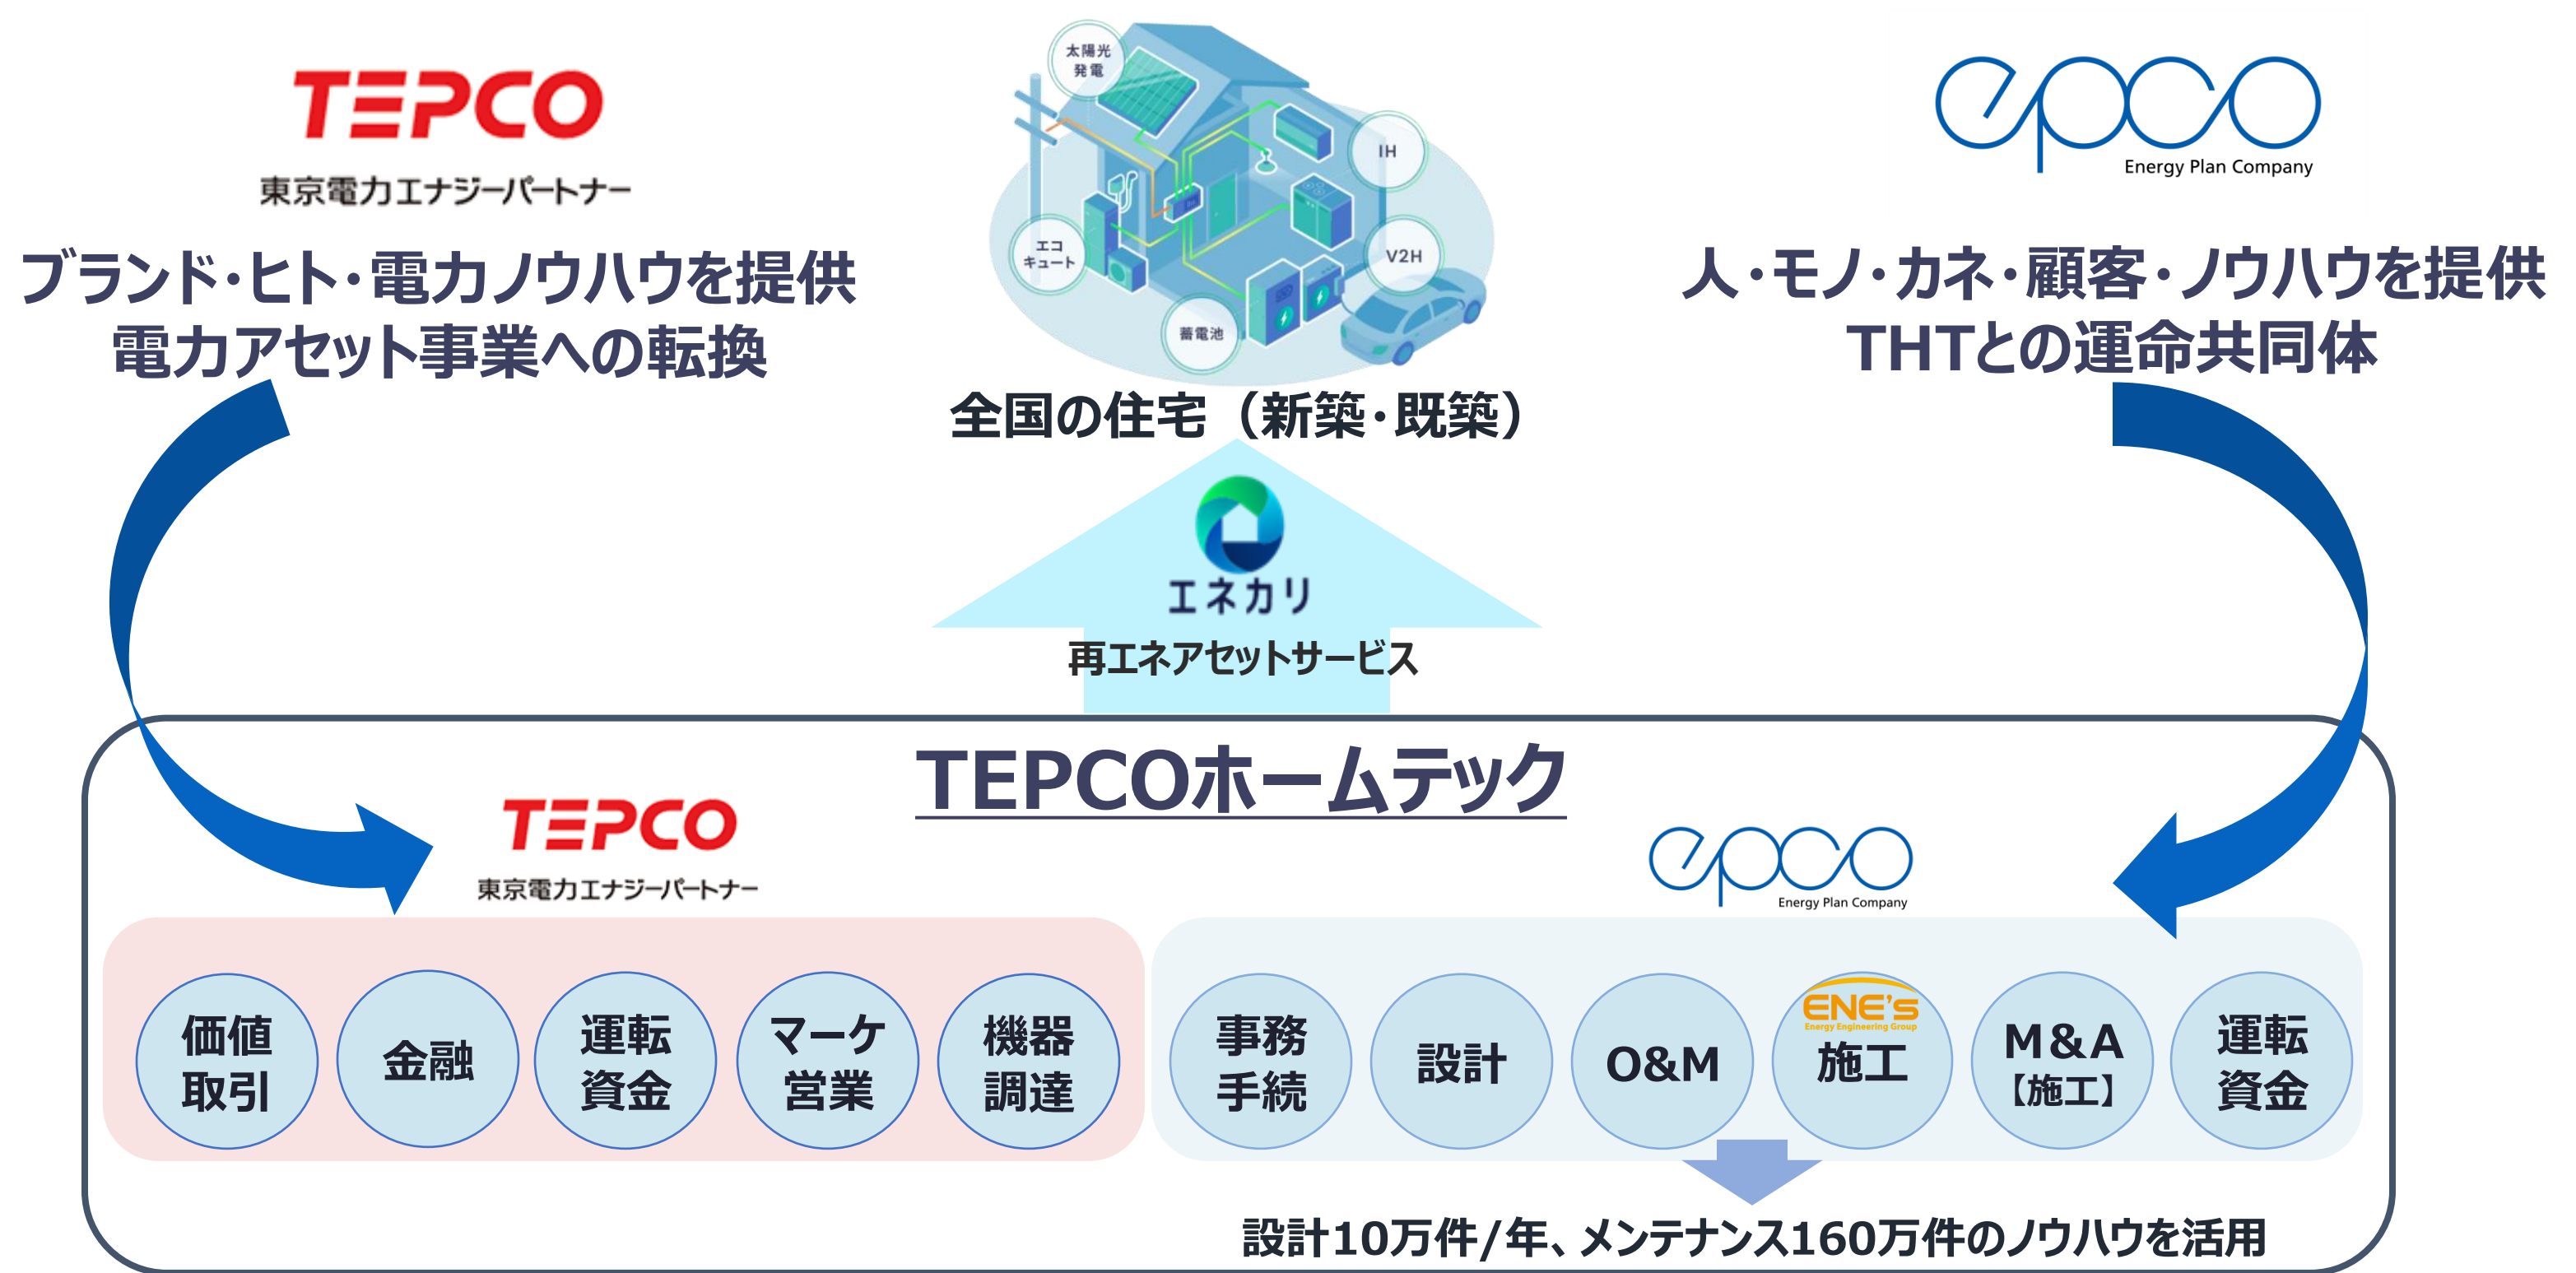 TEPCO
東京電力エナジーパートナー
ブランド・ヒト・電力ノウハウを提供
電力アセット事業への転換
太陽光
発電
IH
エコ
キュート
V2H
蓄電池
全国の住宅（新築・既築）
epco
Energy Plan Company
人・モノ・カネ・顧客・ノウハウを提供
THTとの運命共同体
エネカリ
再エネアセットサービス
TEPCOホームテック
TEPCO
東京電力エナジーパートナー
epco
Energy Plan Company
価値
取引
金融
運転
資金
マーケ
営業
機器
調達
事務
手続
設計
O&M
ENE's
Energy Engineering Group
施工
M&A
【施工】
運転
資金
設計10万件/年、メンテナンス160万件のノウハウを活用